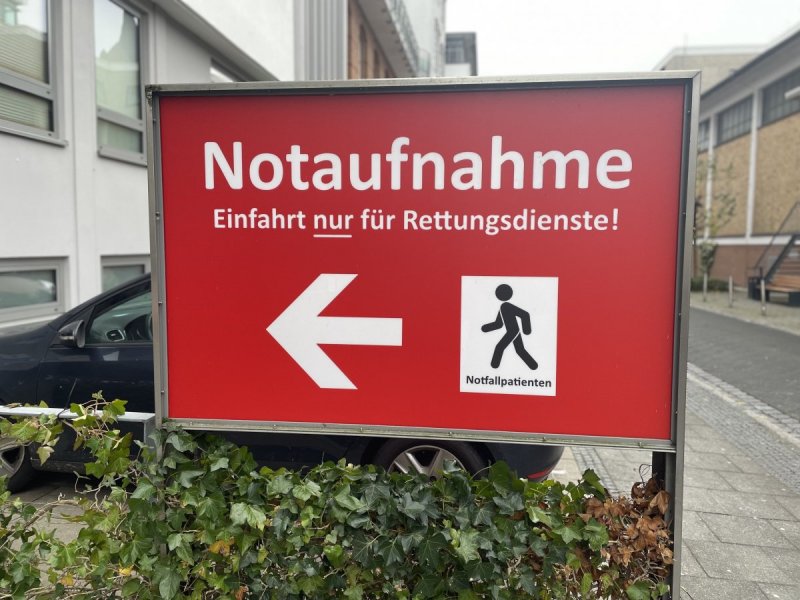 Notaufnahme
Einfahrt nur für Rettungsdienste!
Notfallpatienten